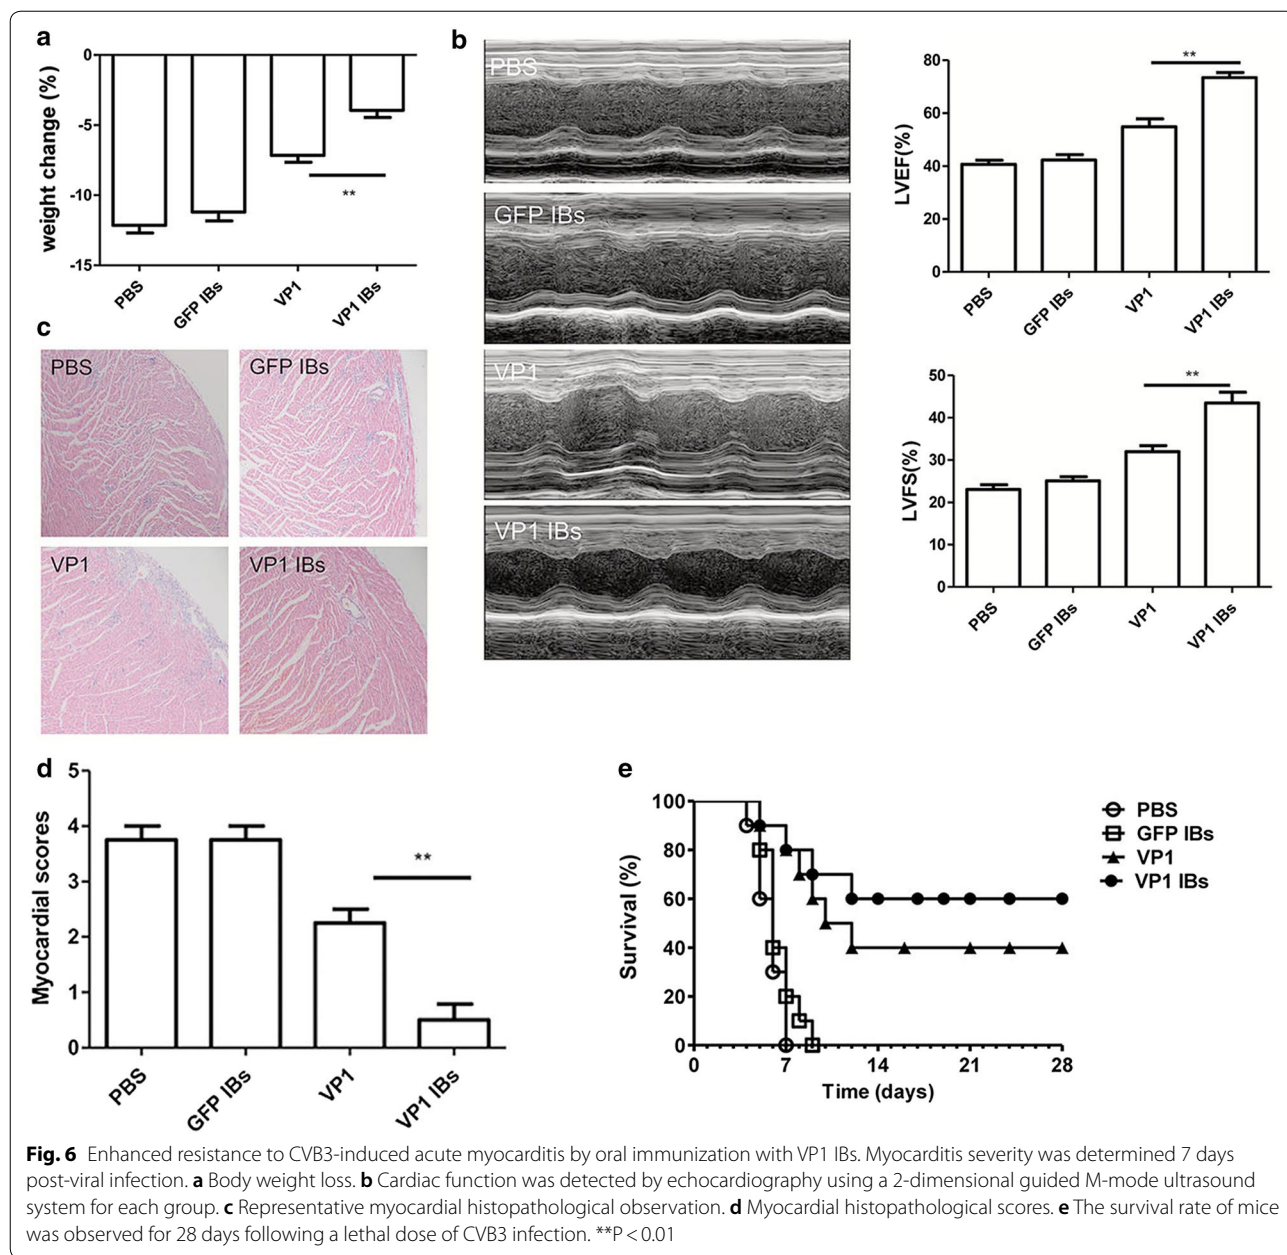 a
weight change (%)
0
-5
-10
-15
**
PBS
GFP IBs
VP1
VP1 IBs
b
PBS
GFP IBs
VP1
VP1 IBs
LVEF(%)
80
60
40
20
0
**
PBS
GFP IBs
VP1
VP1 IBs
LVFS(%)
50
40
30
20
10
0
**
PBS
GFP IBs
VP1
VP1 IBs
c
PBS
GFP IBs
VP1
VP1 IBs
d
Myocardial scores
5
4
3
2
1
0
**
PBS
GFP IBs
VP1
VP1 IBs
e
Survival (%)
100
80
60
40
20
0
0
7
14
21
28
Time (days)
PBS
GFP IBs
VP1
VP1 IBs
Fig. 6 Enhanced resistance to CVB3-induced acute myocarditis by oral immunization with VP1 IBs. Myocarditis severity was determined 7 days
post-viral infection. a Body weight loss. b Cardiac function was detected by echocardiography using a 2-dimensional guided M-mode ultrasound
system for each group. c Representative myocardial histopathological observation. d Myocardial histopathological scores. e The survival rate of mice
was observed for 28 days following a lethal dose of CVB3 infection. **P < 0.01